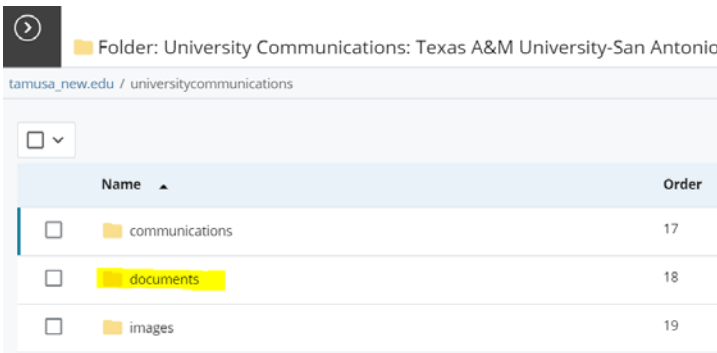 Folder: University Communications: Texas A&M University-San Antonio
tamusa_new.edu / universitycommunications
Name Order
communications 17
documents 18
images 19